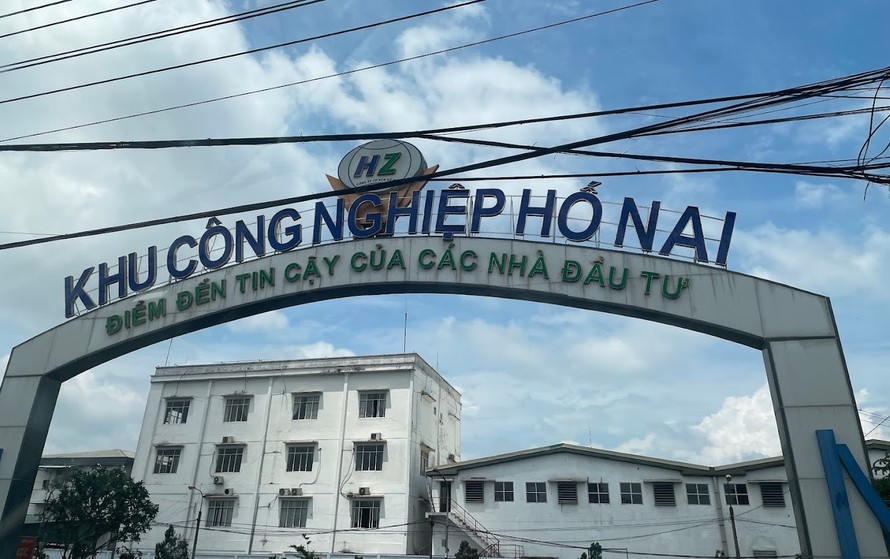 HZ
KHU CÔNG NGHIỆP HỐ NAI
ĐIỂM ĐẾN TIN CẬY CỦA CÁC NHÀ ĐẦU TƯ